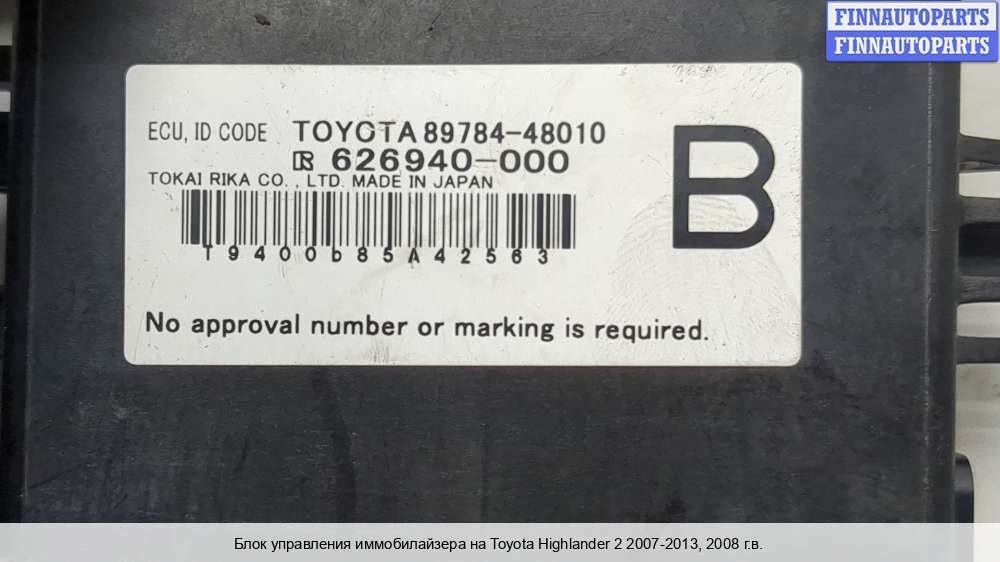 FINNAUTOPARTS
FINNAUTOPARTS
ECU, ID CODE TOYOTA 89784-48010
R 626940-000
TOKAI RIKA CO., LTD. MADE IN JAPAN
B
T9400b85A42563
No approval number or marking is required.
Блок управления иммобилайзера на Toyota Highlander 2 2007-2013, 2008 г.в.